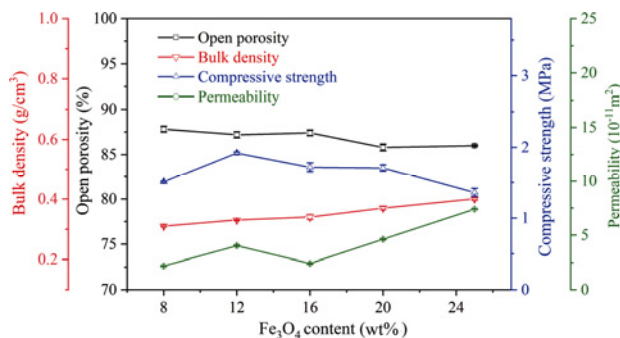 Open porosity
Bulk density
Compressive strength
Permeability
Bulk density (g/cm³)
1.0
0.8
0.6
0.4
0.2
Open porosity (%)
100
95
90
85
80
75
70
8 12 16 20 24
Fe₃O₄ content (wt%)
3
2
1
0
Compressive strength (MPa)
25
20
15
10
5
0
Permeability (10⁻¹¹m²)